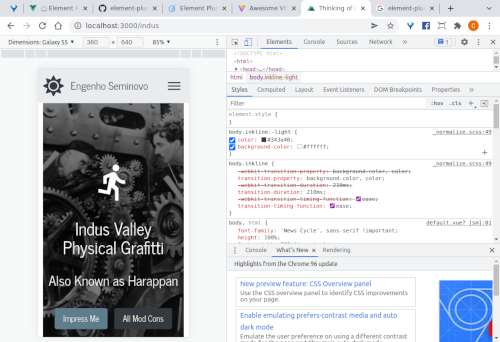 Element A
element-plu
Element Plu
Awesome Vi
Thinking of
element-plu
localhost:3000/indus
Dimensions: Galaxy S5 ▼ 360 × 640 85% ▼
Engenho Seminovo
Indus Valley
Physical Grafitti
Also Known as Harappan
Impress Me
All Mod Cons
Elements Console Sources Network »
<!DOCTYPE html>
<html>
<head>…</head>
html body.inkline.-light
Styles Computed Layout Event Listeners DOM Breakpoints Properties »
Filter :hov .cls
element.style {
}
body.inkline.-light { _normalize.scss:49
color: #343a40;
background-color: #ffffff;
}
body.inkline { _normalize.scss:49
-webkit-transition-property: background-color, color;
transition-property: background-color, color;
-webkit-transition-duration: 210ms;
transition-duration: 210ms;
-webkit-transition-timing-function: ease;
transition-timing-function: ease;
}
body, html { default.vue? [sm]:81
font-family: 'News Cycle', sans-serif !important;
height: 100%;
Console What's New × Rendering
Highlights from the Chrome 96 update
New preview feature: CSS Overview panel
Use the CSS overview panel to identify CSS improvements
on your page.
Enable emulating prefers-contrast media and auto
dark mode
Emulate the user preference on using a different contrast